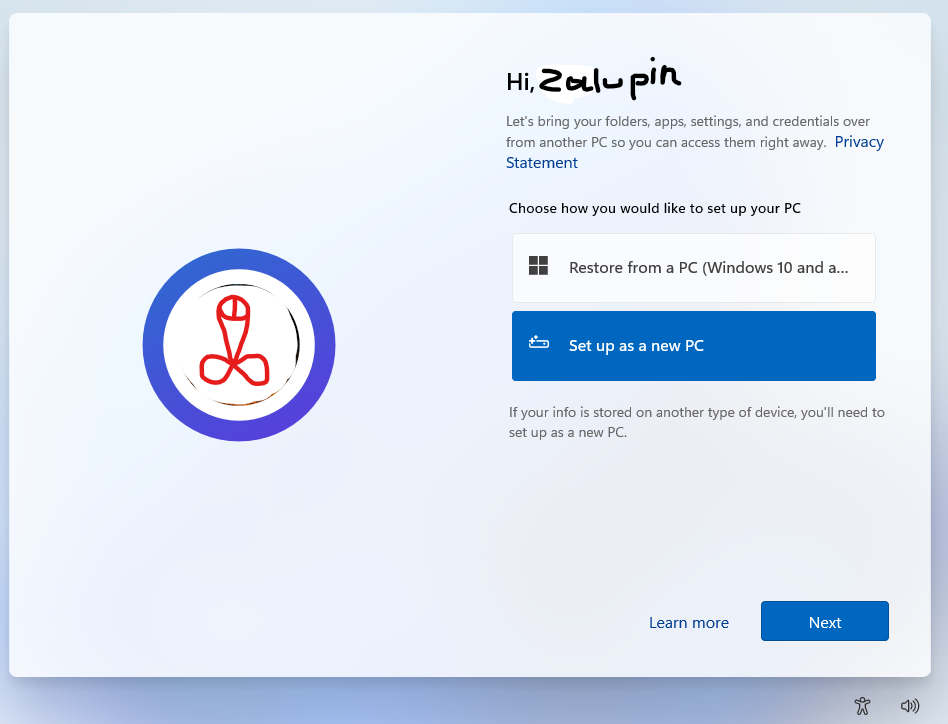 Hi, Zalupin
Let's bring your folders, apps, settings, and credentials over
from another PC so you can access them right away. Privacy
Statement
Choose how you would like to set up your PC
Restore from a PC (Windows 10 and a...
Set up as a new PC
If your info is stored on another type of device, you'll need to
set up as a new PC.
Learn more
Next